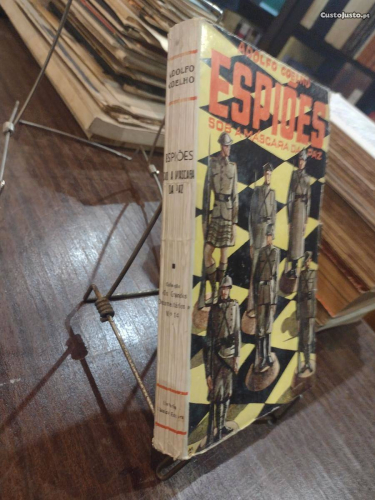 CustoJusto.pt
ADOLFO COELHO
ESPIÕES
SOB A MÁSCARA DA PAZ
ADOLFO
COELHO
ESPIÕES
SOB A MÁSCARA
DA PAZ